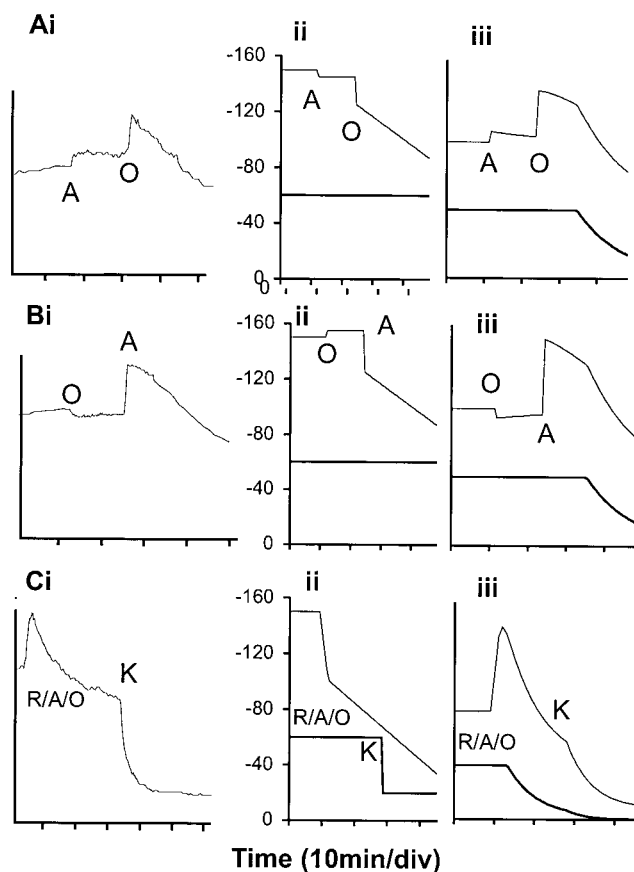 Ai
ii
iii
-160
-120
-80
-40
0
0
A
O
A
O
A
O
Bi
ii
iii
-160
-120
-80
-40
0
O
A
O
A
O
A
Ci
ii
iii
-160
-120
-80
-40
0
R/A/O
K
R/A/O
K
R/A/O
K
Time (10min/div)